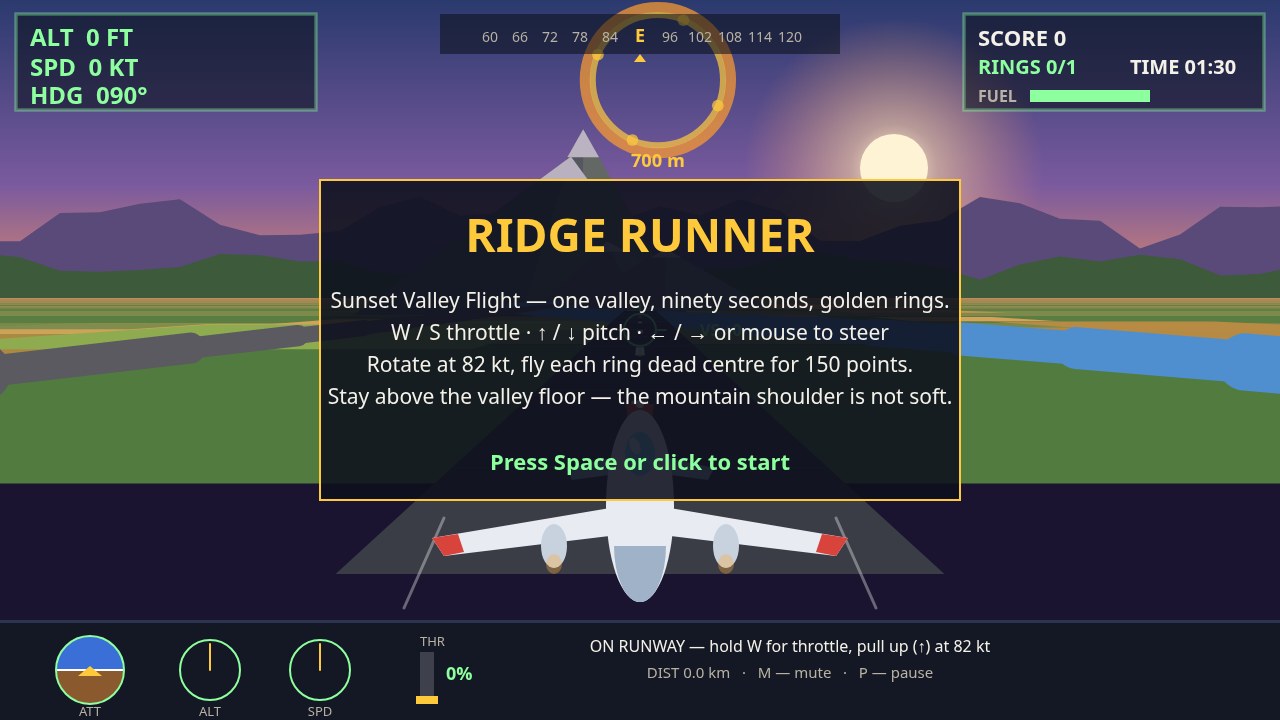 ALT 0 FT
SPD 0 KT
HDG 090°
60 66 72 78 84 E 96 102 108 114 120
SCORE 0
RINGS 0/1 TIME 01:30
FUEL
700 m
RIDGE RUNNER
Sunset Valley Flight — one valley, ninety seconds, golden rings.
W / S throttle · ↑ / ↓ pitch · ← / → or mouse to steer
Rotate at 82 kt, fly each ring dead centre for 150 points.
Stay above the valley floor — the mountain shoulder is not soft.
Press Space or click to start
ATT
ALT
SPD
THR
0%
ON RUNWAY — hold W for throttle, pull up (↑) at 82 kt
DIST 0.0 km · M — mute · P — pause